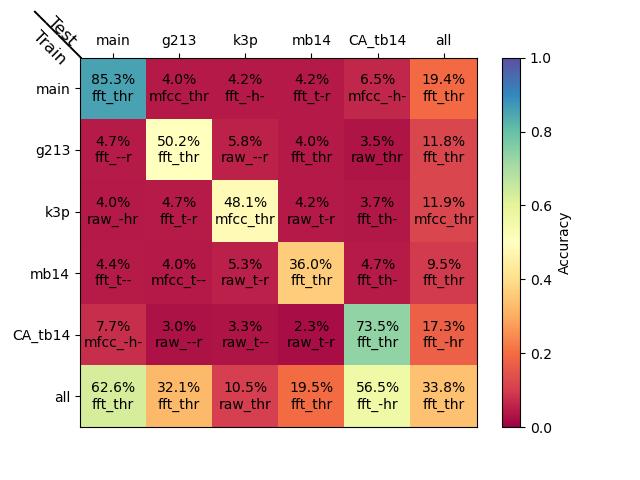 Test
Train
main g213 k3p mb14 CA_tb14 all
main 85.3% 4.0% 4.2% 4.2% 6.5% 19.4%
fft_thr mfcc_thr fft_-h- fft_t-r mfcc_-h- fft_thr
g213 4.7% 50.2% 5.8% 4.0% 3.5% 11.8%
fft_--r fft_thr raw_--r fft_thr raw_thr fft_thr
k3p 4.0% 4.7% 48.1% 4.2% 3.7% 11.9%
raw_-hr fft_t-r mfcc_thr raw_t-r fft_th- mfcc_thr
mb14 4.4% 4.0% 5.3% 36.0% 4.7% 9.5%
fft_t-- mfcc_t-- raw_t-r fft_thr fft_th- fft_thr
CA_tb14 7.7% 3.0% 3.3% 2.3% 73.5% 17.3%
mfcc_-h- raw_--r raw_t-- raw_t-r fft_thr fft_-hr
all 62.6% 32.1% 10.5% 19.5% 56.5% 33.8%
fft_thr fft_thr raw_thr fft_thr fft_-hr fft_thr
1.0
0.8
0.6
0.4
0.2
0.0
Accuracy